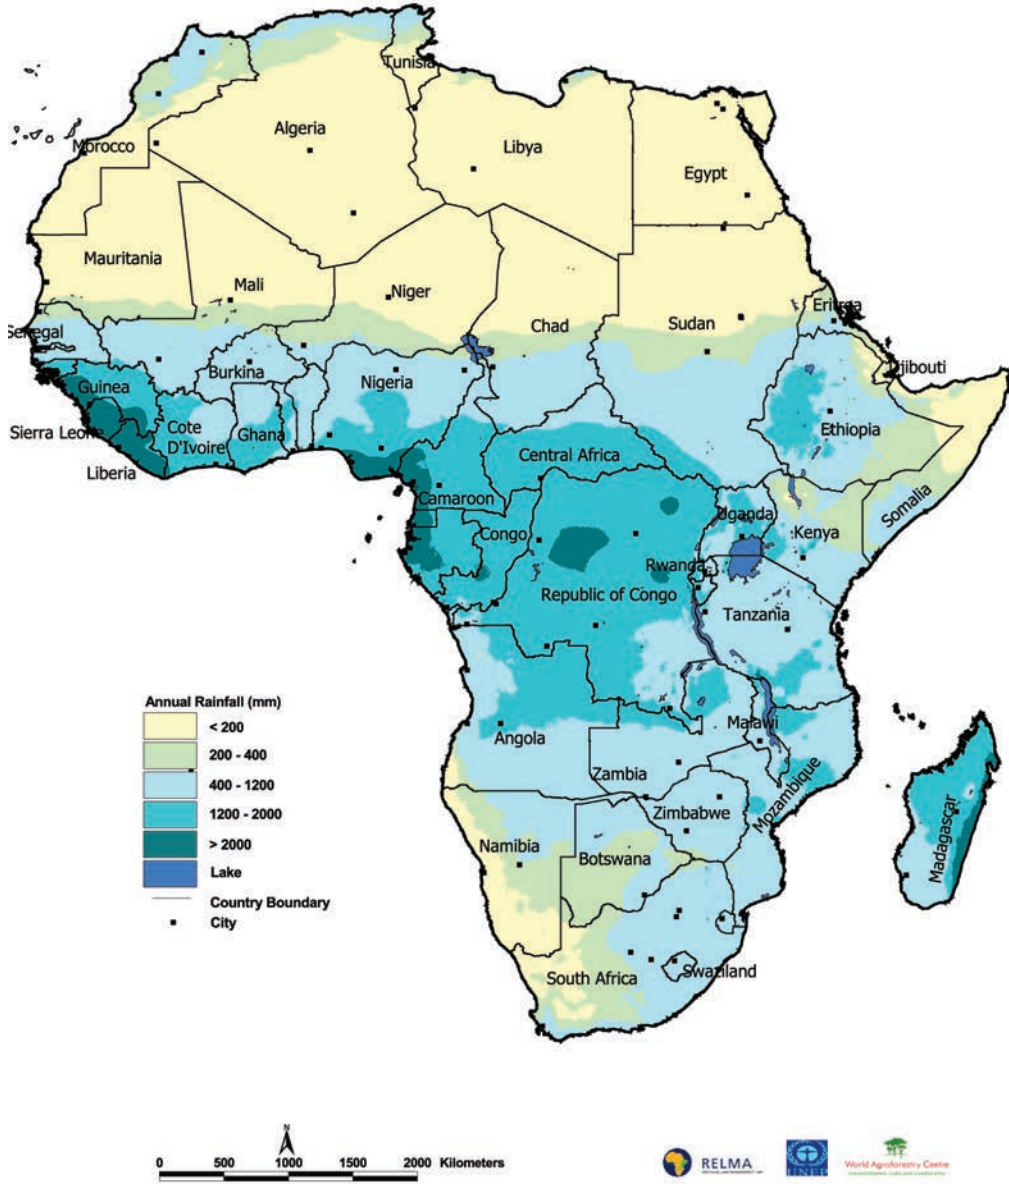 Tunisia
Algeria
Morocco
Libya
Egypt
Mauritania
Mali
Niger
Chad
Sudan
Eritrea
Senegal
Djibouti
Burkina
Nigeria
Guinea
Cote
D'Ivoire
Ghana
Ethiopia
Sierra Leone
Central Africa
Liberia
Camaroon
Somalia
Uganda
Congo
Kenya
Rwanda
Republic of Congo
Tanzania
Annual Rainfall (mm)
< 200
200 - 400
400 - 1200
1200 - 2000
> 2000
Lake
Country Boundary
City
Angola
Malawi
Zambia
Mozambique
Zimbabwe
Madagascar
Namibia
Botswana
South Africa
Swaziland
N
0 500 1000 1500 2000 Kilometers
RELMA
UNEP
World Agroforestry Centre